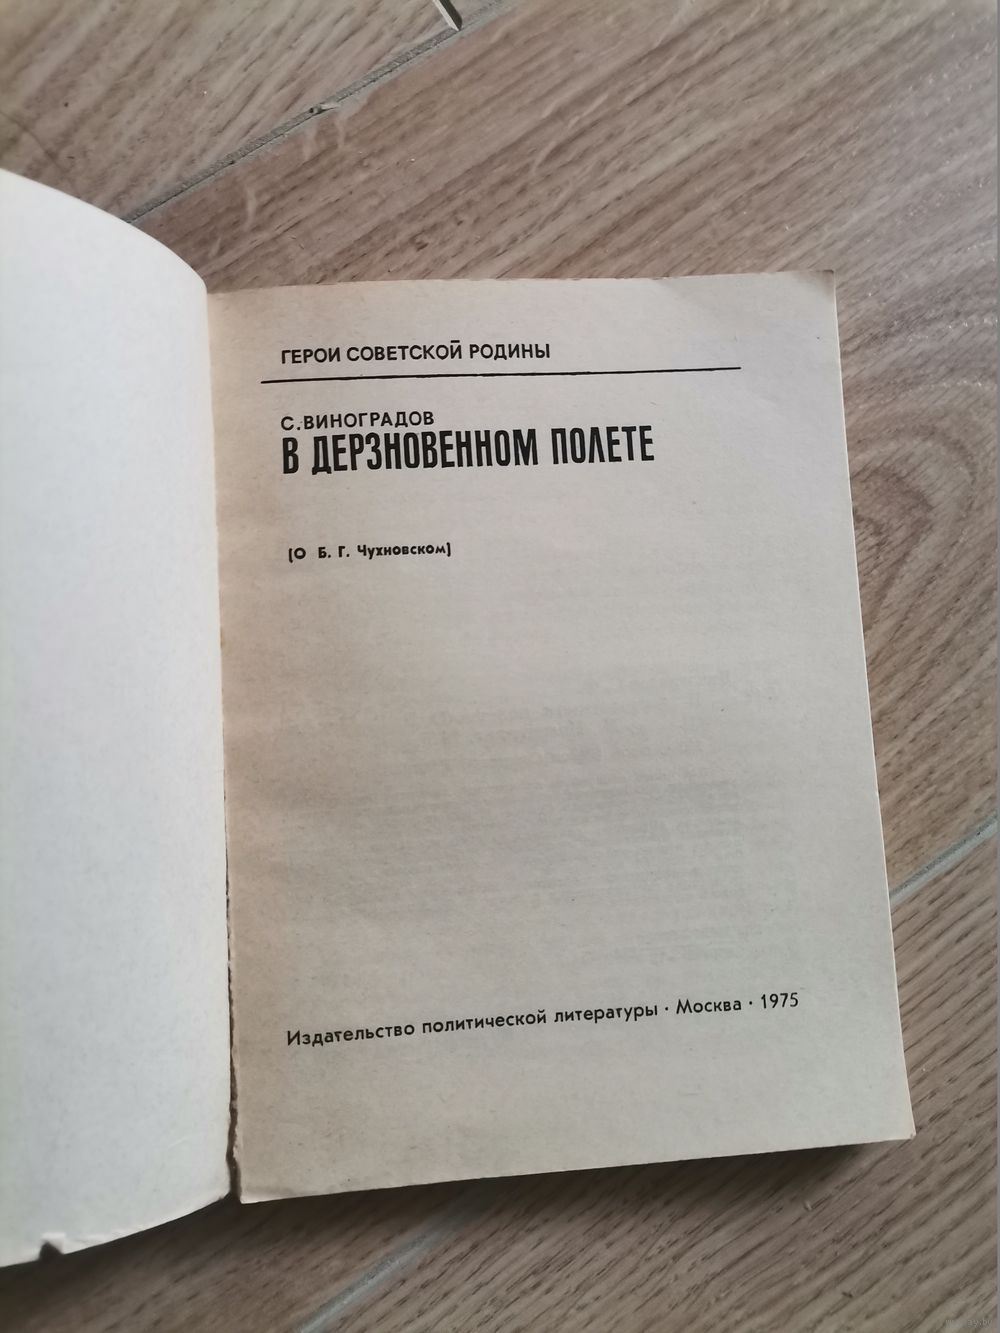 ГЕРОИ СОВЕТСКОЙ РОДИНЫ
С. ВИНОГРАДОВ
В ДЕРЗНОВЕННОМ ПОЛЕТЕ
(О Б. Г. Чухновском)
Издательство политической литературы · Москва · 1975